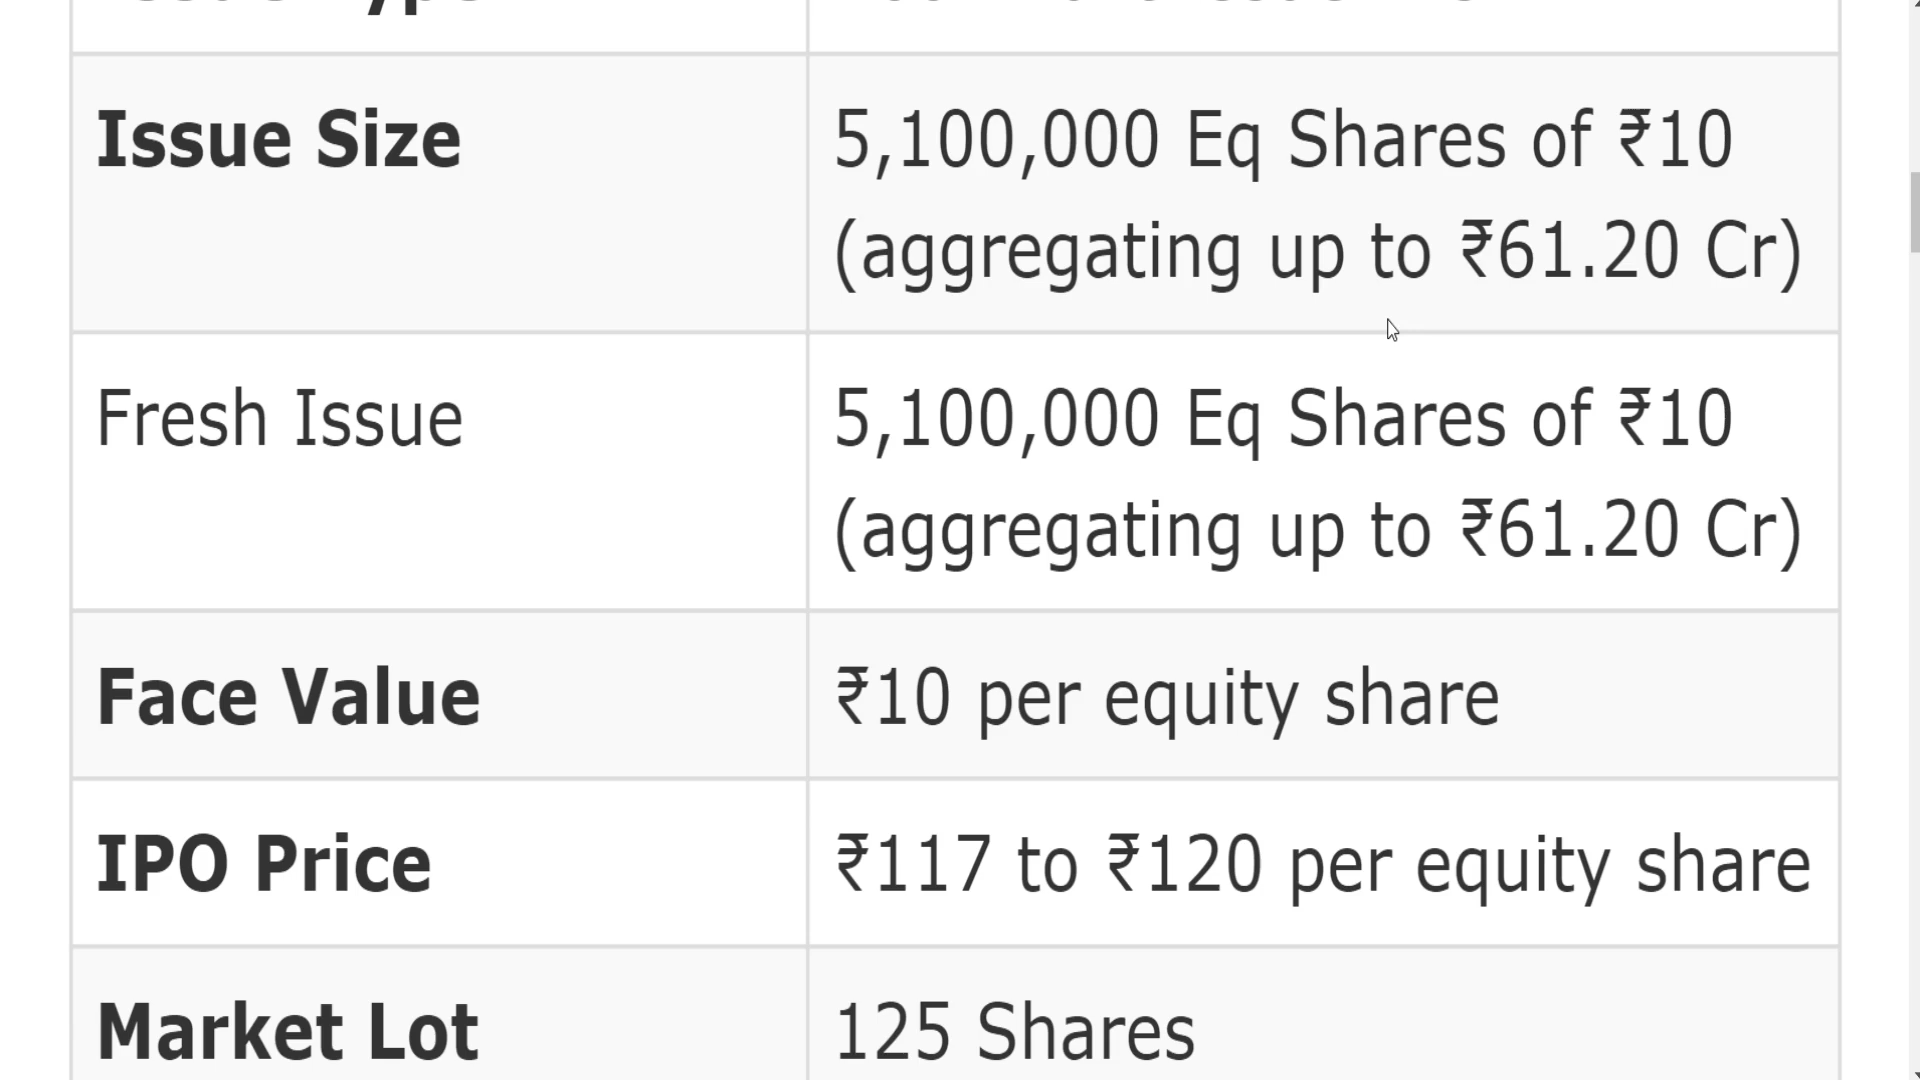 Issue Size
5,100,000 Eq Shares of ₹10
(aggregating up to ₹61.20 Cr)
Fresh Issue
5,100,000 Eq Shares of ₹10
(aggregating up to ₹61.20 Cr)
Face Value
₹10 per equity share
IPO Price
₹117 to ₹120 per equity share
Market Lot
125 Shares